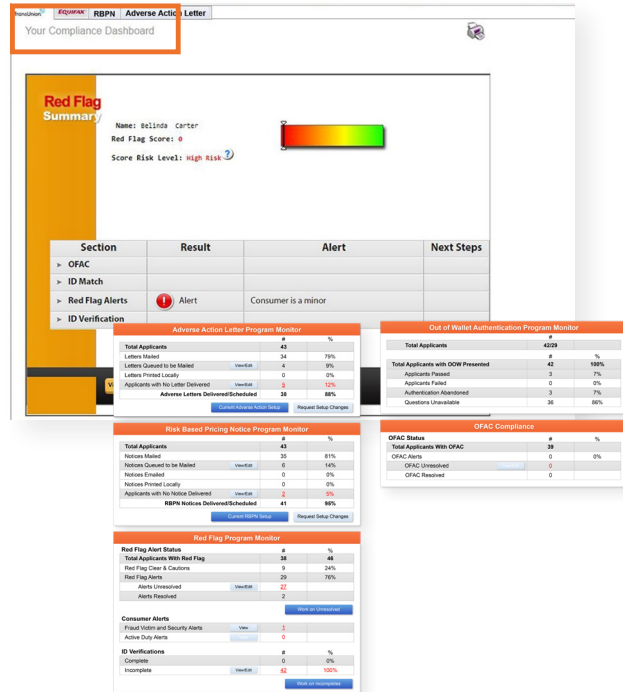 TransUnion EQUIFAX RBPN Adverse Action Letter
Your Compliance Dashboard
Red Flag
Summary
Name: Belinda Carter
Red Flag Score: 0
Score Risk Level: High Risk ?
Section Result Alert Next Steps
► OFAC
► ID Match
► Red Flag Alerts ! Alert Consumer is a minor
► ID Verification
Adverse Action Letter Program Monitor
# %
Total Applicants 43
Letters Mailed 34 79%
Letters Queued to be Mailed View/Edit 4 9%
Letters Printed Locally 0 0%
Applicants with No Letter Delivered View/Edit 5 12%
Adverse Letters Delivered/Scheduled 38 88%
Current Adverse Action Setup Request Setup Changes
Out of Wallet Authentication Program Monitor
#
Total Applicants 42/29
# %
Total Applicants with OOW Presented 42 100%
Applicants Passed 3 7%
Applicants Failed 0 0%
Authentication Abandoned 3 7%
Questions Unavailable 36 86%
Risk Based Pricing Notice Program Monitor
# %
Total Applicants 43
Notices Mailed 35 81%
Notices Queued to be Mailed View/Edit 6 14%
Notices Emailed 0 0%
Notices Printed Locally 0 0%
Applicants with No Notice Delivered View/Edit 2 5%
RBPN Notices Delivered/Scheduled 41 95%
Current RBPN Setup Request Setup Changes
OFAC Compliance
OFAC Status # %
Total Applicants With OFAC 39
OFAC Alerts 0 0%
OFAC Unresolved 0
OFAC Resolved 0
Red Flag Program Monitor
Red Flag Alert Status # %
Total Applicants With Red Flag 38 46
Red Flag Clear & Cautions 9 24%
Red Flag Alerts 29 76%
Alerts Unresolved View/Edit 27
Alerts Resolved 2
Work on Unresolved
Consumer Alerts
Fraud Victim and Security Alerts View 1
Active Duty Alerts 0
ID Verifications # %
Complete 0 0%
Incomplete View/Edit 42 100%
Work on Incompletes